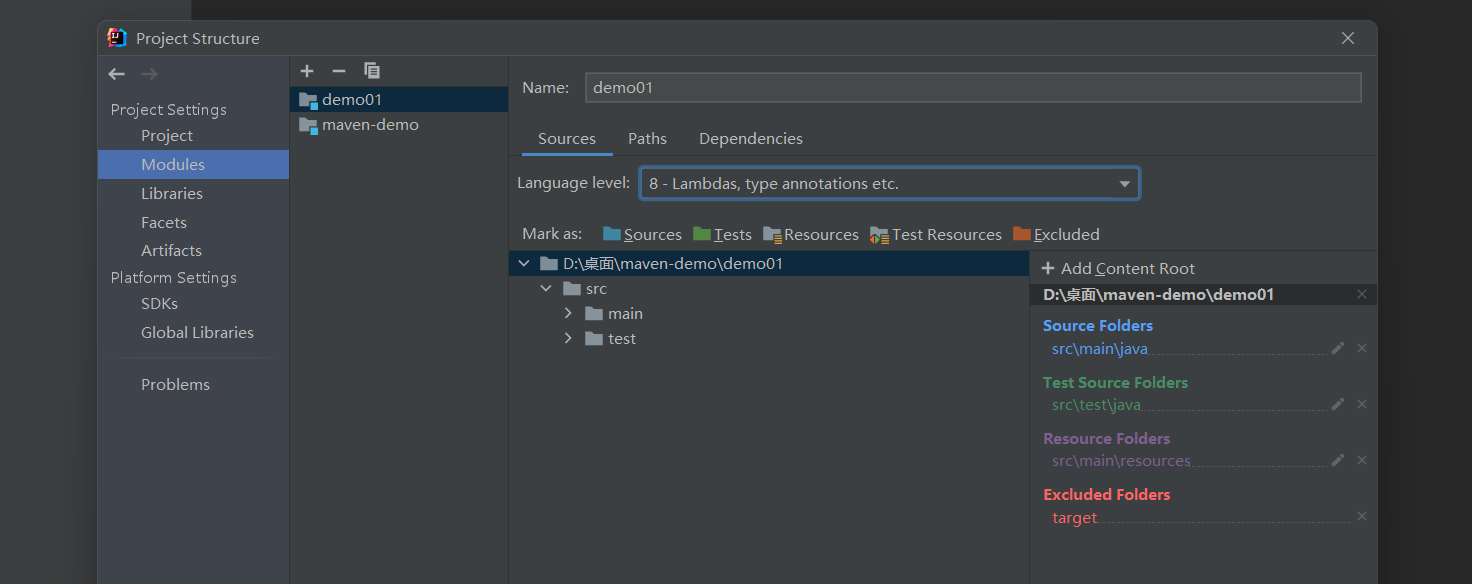 Project Structure
Project Settings
Project
Modules
Libraries
Facets
Artifacts
Platform Settings
SDKs
Global Libraries
Problems
demo01
maven-demo
Name: demo01
Sources Paths Dependencies
Language level: 8 - Lambdas, type annotations etc.
Mark as: Sources Tests Resources Test Resources Excluded
D:\桌面\maven-demo\demo01
src
main
test
Add Content Root
D:\桌面\maven-demo\demo01
Source Folders
src\main\java
Test Source Folders
src\test\java
Resource Folders
src\main\resources
Excluded Folders
target